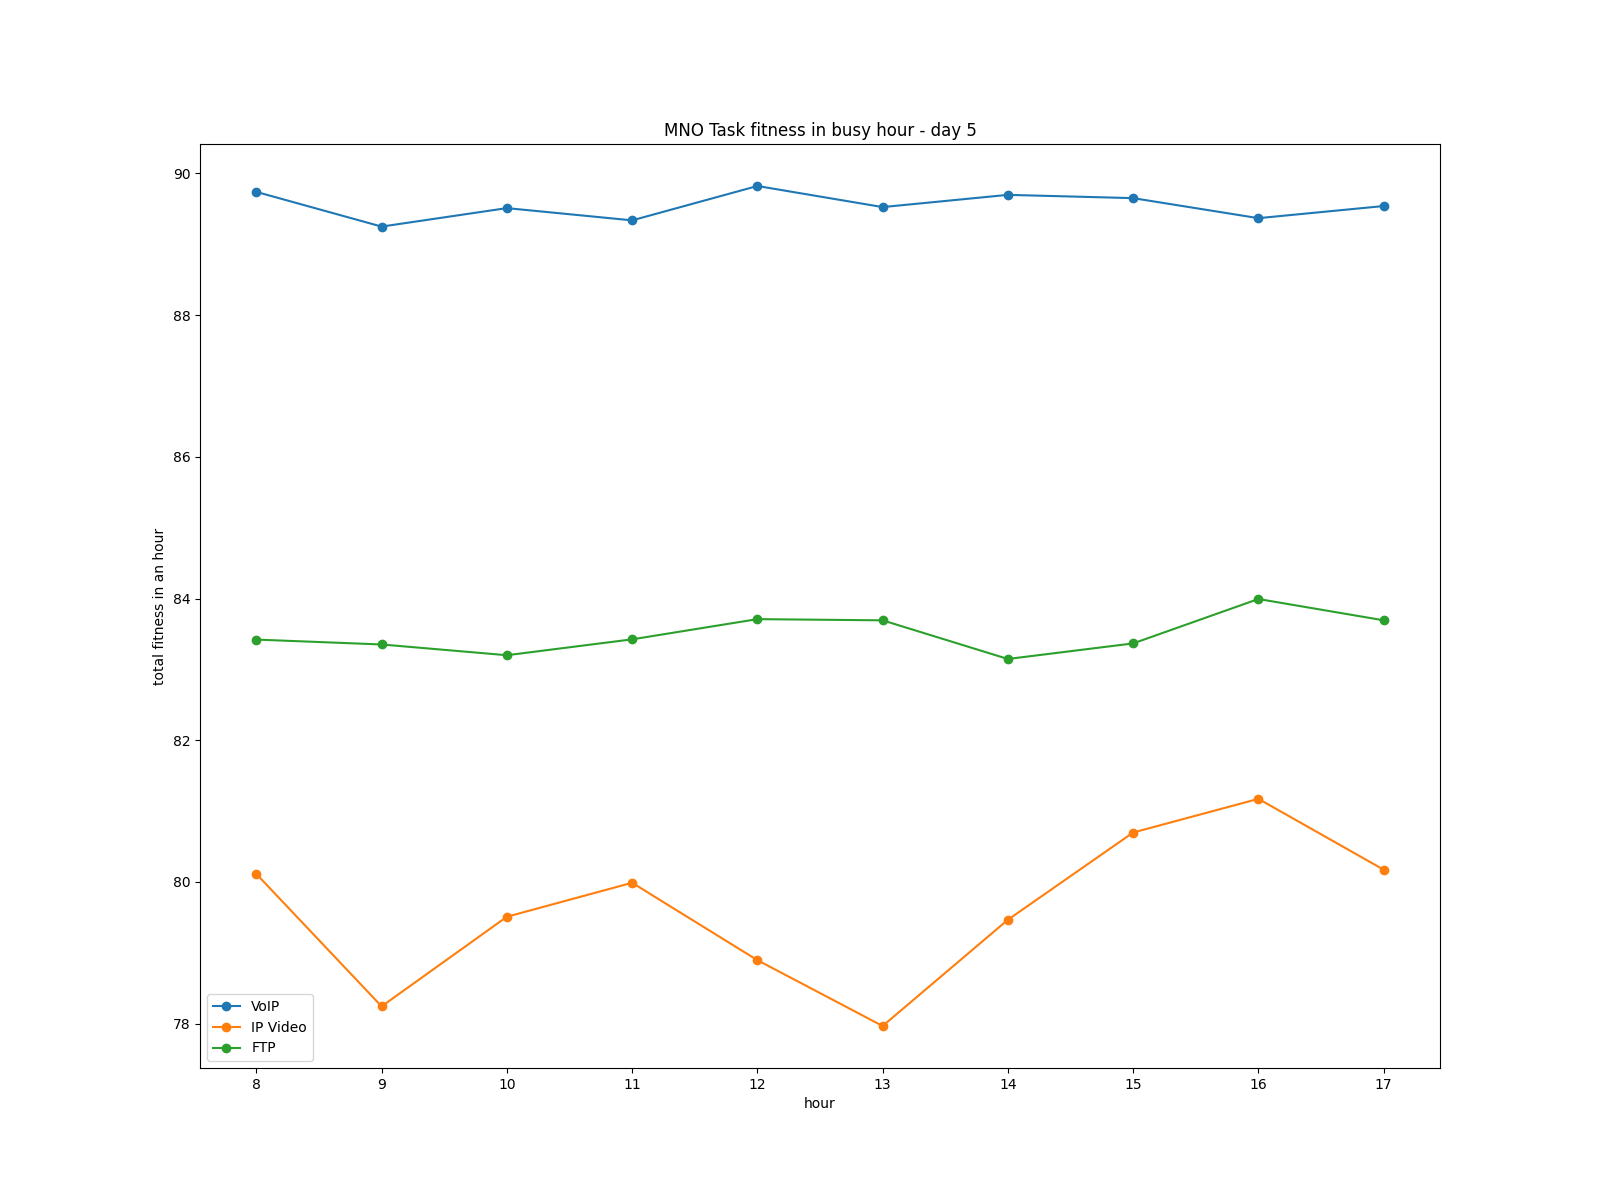 MNO Task fitness in busy hour - day 5
total fitness in an hour
90
88
86
84
82
80
78
VoIP
IP Video
FTP
8 9 10 11 12 13 14 15 16 17
hour